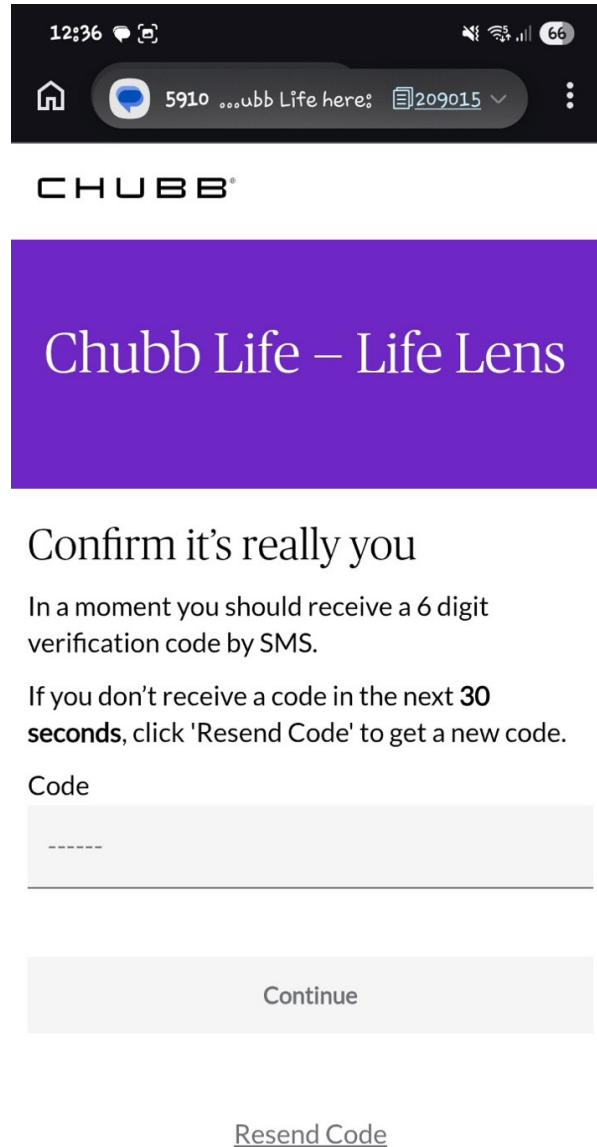 12:36
66
5910 ...ubb Life here: 209015
CHUBB®
Chubb Life – Life Lens
Confirm it's really you
In a moment you should receive a 6 digit
verification code by SMS.
If you don't receive a code in the next 30
seconds, click 'Resend Code' to get a new code.
Code
------
Continue
Resend Code